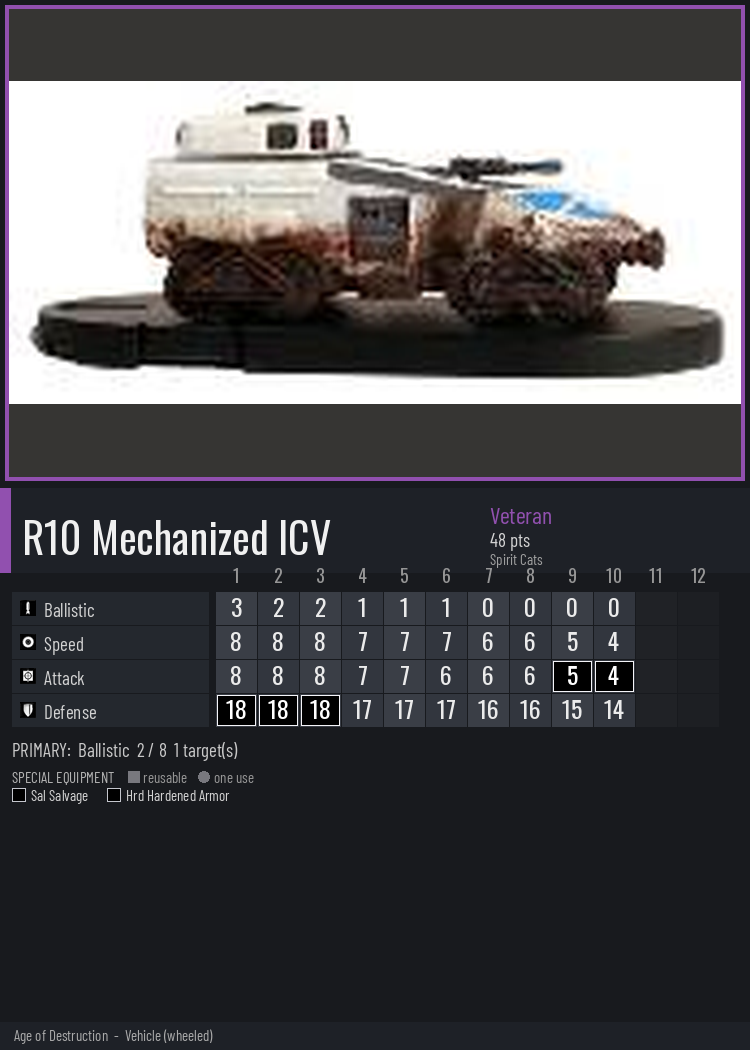 R10 Mechanized ICV
Veteran
48 pts
Spirit Cats
1 2 3 4 5 6 7 8 9 10 11 12
Ballistic 3 2 2 1 1 1 0 0 0 0
Speed 8 8 8 7 7 7 6 6 5 4
Attack 8 8 8 7 7 6 6 6 5 4
Defense 18 18 18 17 17 17 16 16 15 14
PRIMARY: Ballistic 2 / 8 1 target(s)
SPECIAL EQUIPMENT reusable one use
Sal Salvage Hrd Hardened Armor
Age of Destruction - Vehicle (wheeled)